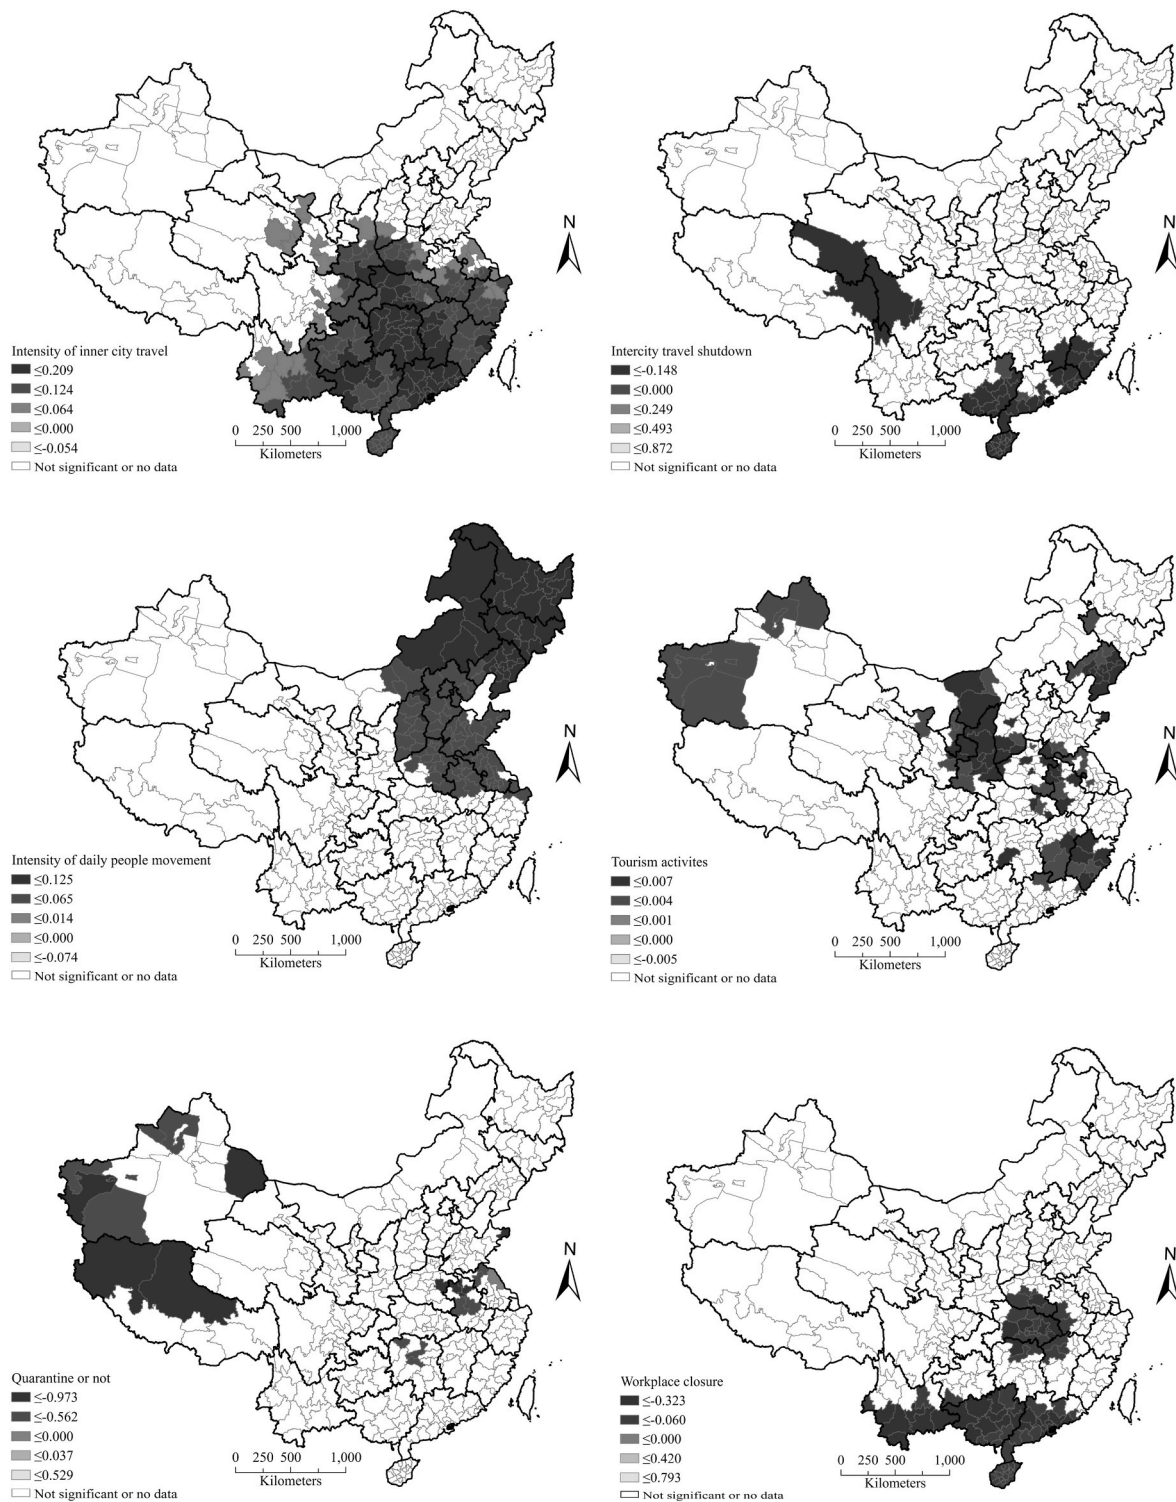 N
Intensity of inner city travel
≤0.209
≤0.124
≤0.064
≤0.000
≤-0.054
Not significant or no data
0 250 500 1,000
Kilometers
N
Intercity travel shutdown
≤-0.148
≤0.000
≤0.249
≤0.493
≤0.872
Not significant or no data
0 250 500 1,000
Kilometers
N
Intensity of daily people movement
≤0.125
≤0.065
≤0.014
≤0.000
≤-0.074
Not significant or no data
0 250 500 1,000
Kilometers
N
Tourism activites
≤0.007
≤0.004
≤0.001
≤0.000
≤-0.005
Not significant or no data
0 250 500 1,000
Kilometers
N
Quarantine or not
≤-0.973
≤-0.562
≤0.000
≤0.037
≤0.529
Not significant or no data
0 250 500 1,000
Kilometers
N
Workplace closure
≤-0.323
≤-0.060
≤0.000
≤0.420
≤0.793
Not significant or no data
0 250 500 1,000
Kilometers